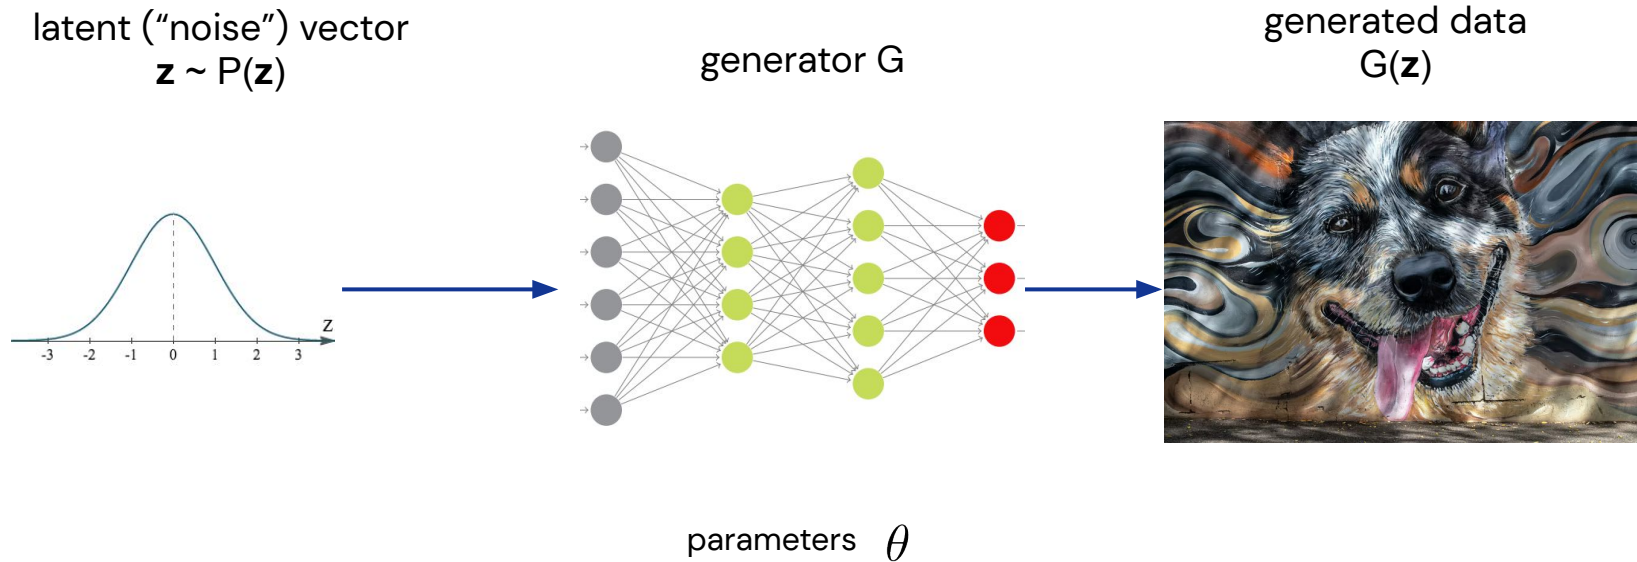 latent (“noise”) vector
z ~ P(z)
generator G
generated data
G(z)
z
-3 -2 -1 0 1 2 3
parameters θ